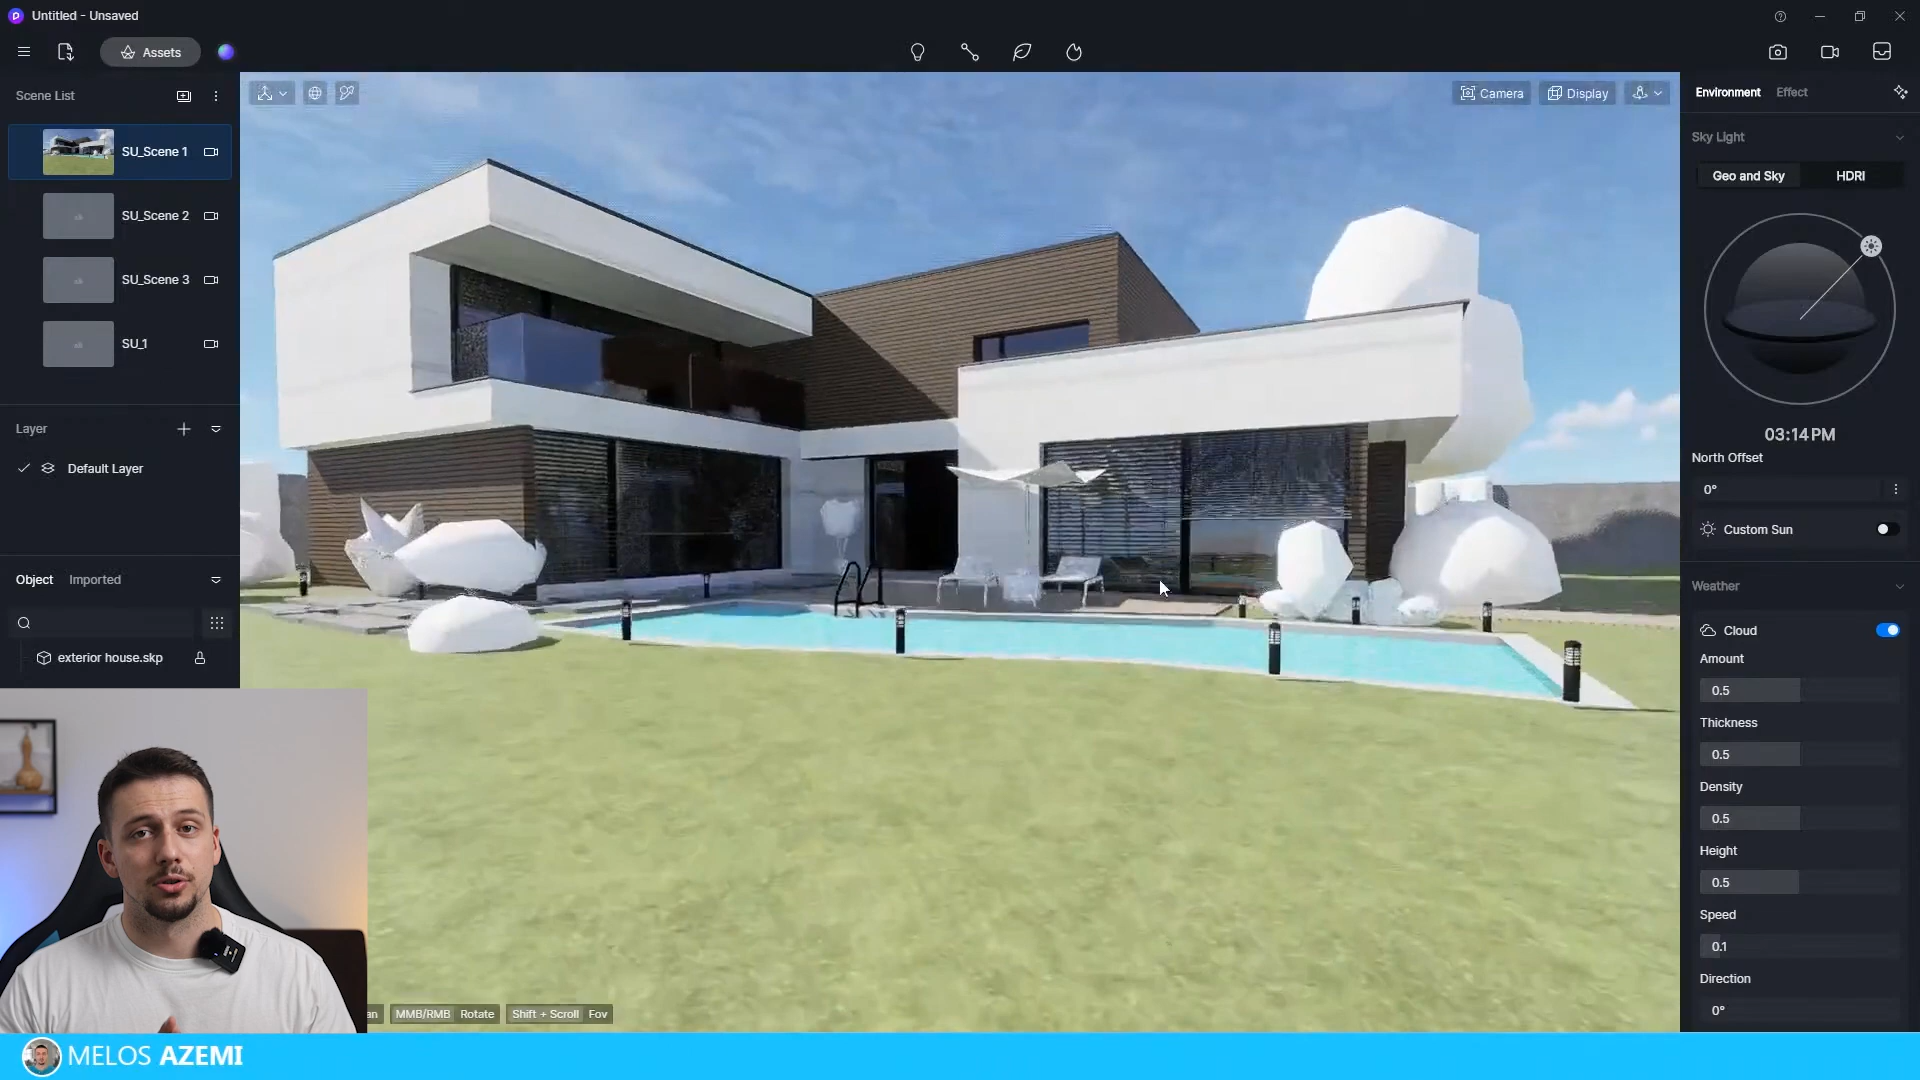 Untitled - Unsaved
Assets
Scene List
SU_Scene 1
SU_Scene 2
SU_Scene 3
SU_1
Layer
Default Layer
Object Imported
exterior house.skp
Camera Display
Environment Effect
Sky Light
Geo and Sky HDRI
03:14 PM
North Offset
0°
Custom Sun
Weather
Cloud
Amount
0.5
Thickness
0.5
Density
0.5
Height
0.5
Speed
0.1
Direction
0°
an MMB/RMB Rotate Shift + Scroll Fov
MELOS AZEMI